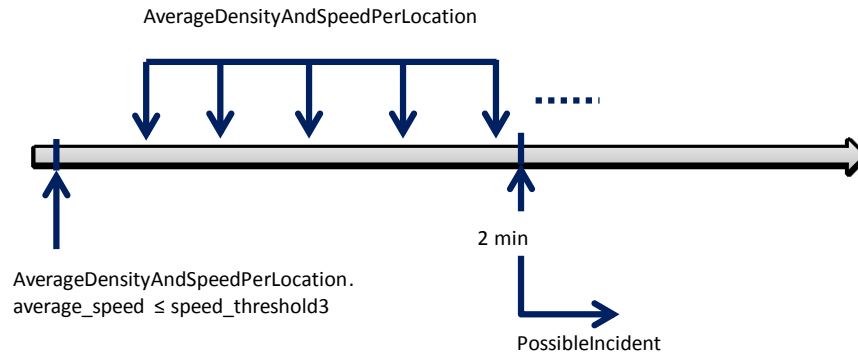 AverageDensityAndSpeedPerLocation
2 min
AverageDensityAndSpeedPerLocation.
average_speed ≤ speed_threshold3
PossibleIncident